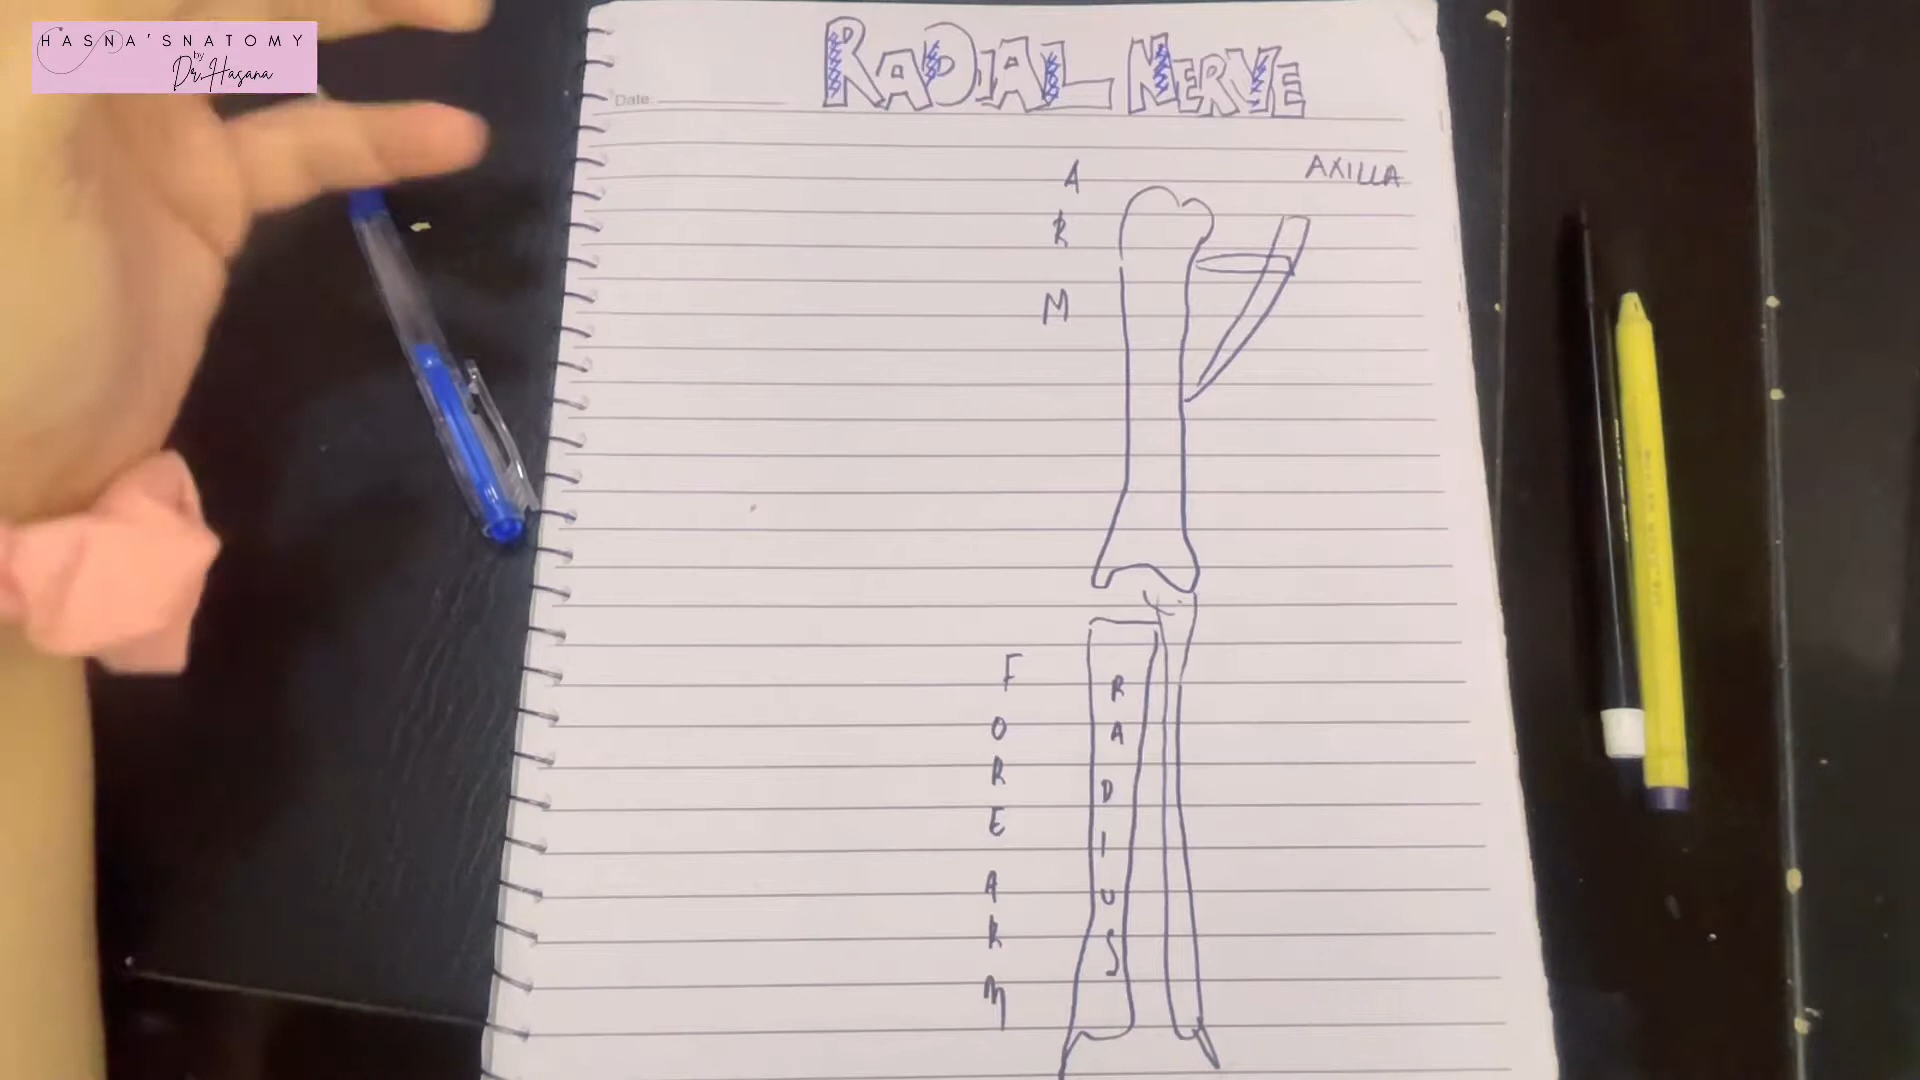 HASNA'SNATOMY
by
Dr.Hasana
RADIAL NERVE
Date:
AXILLA
A
R
M
F
O
R
E
A
R
M
R
A
D
I
U
S